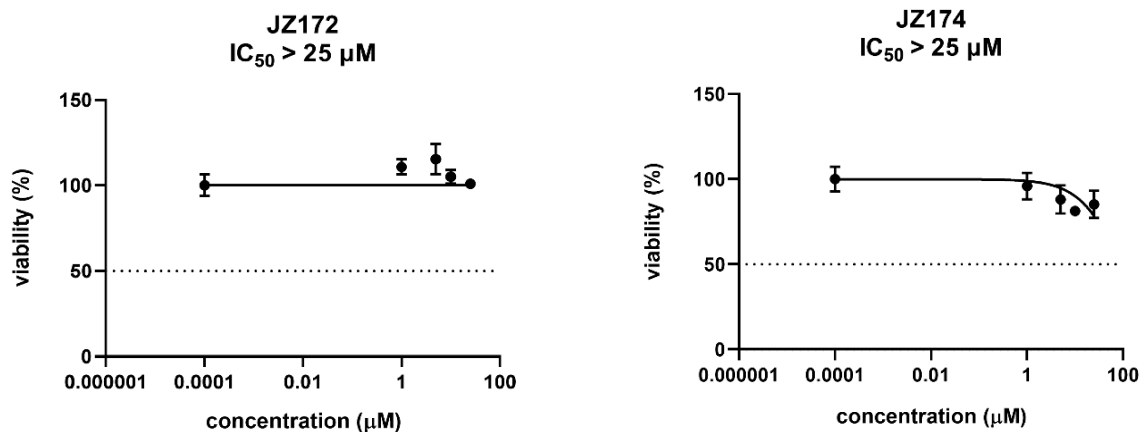 JZ172
IC50 > 25 μM
150
100
50
0
viability (%)
0.000001
0.0001
0.01
1
100
concentration (μM)
JZ174
IC50 > 25 μM
150
100
50
0
viability (%)
0.000001
0.0001
0.01
1
100
concentration (μM)